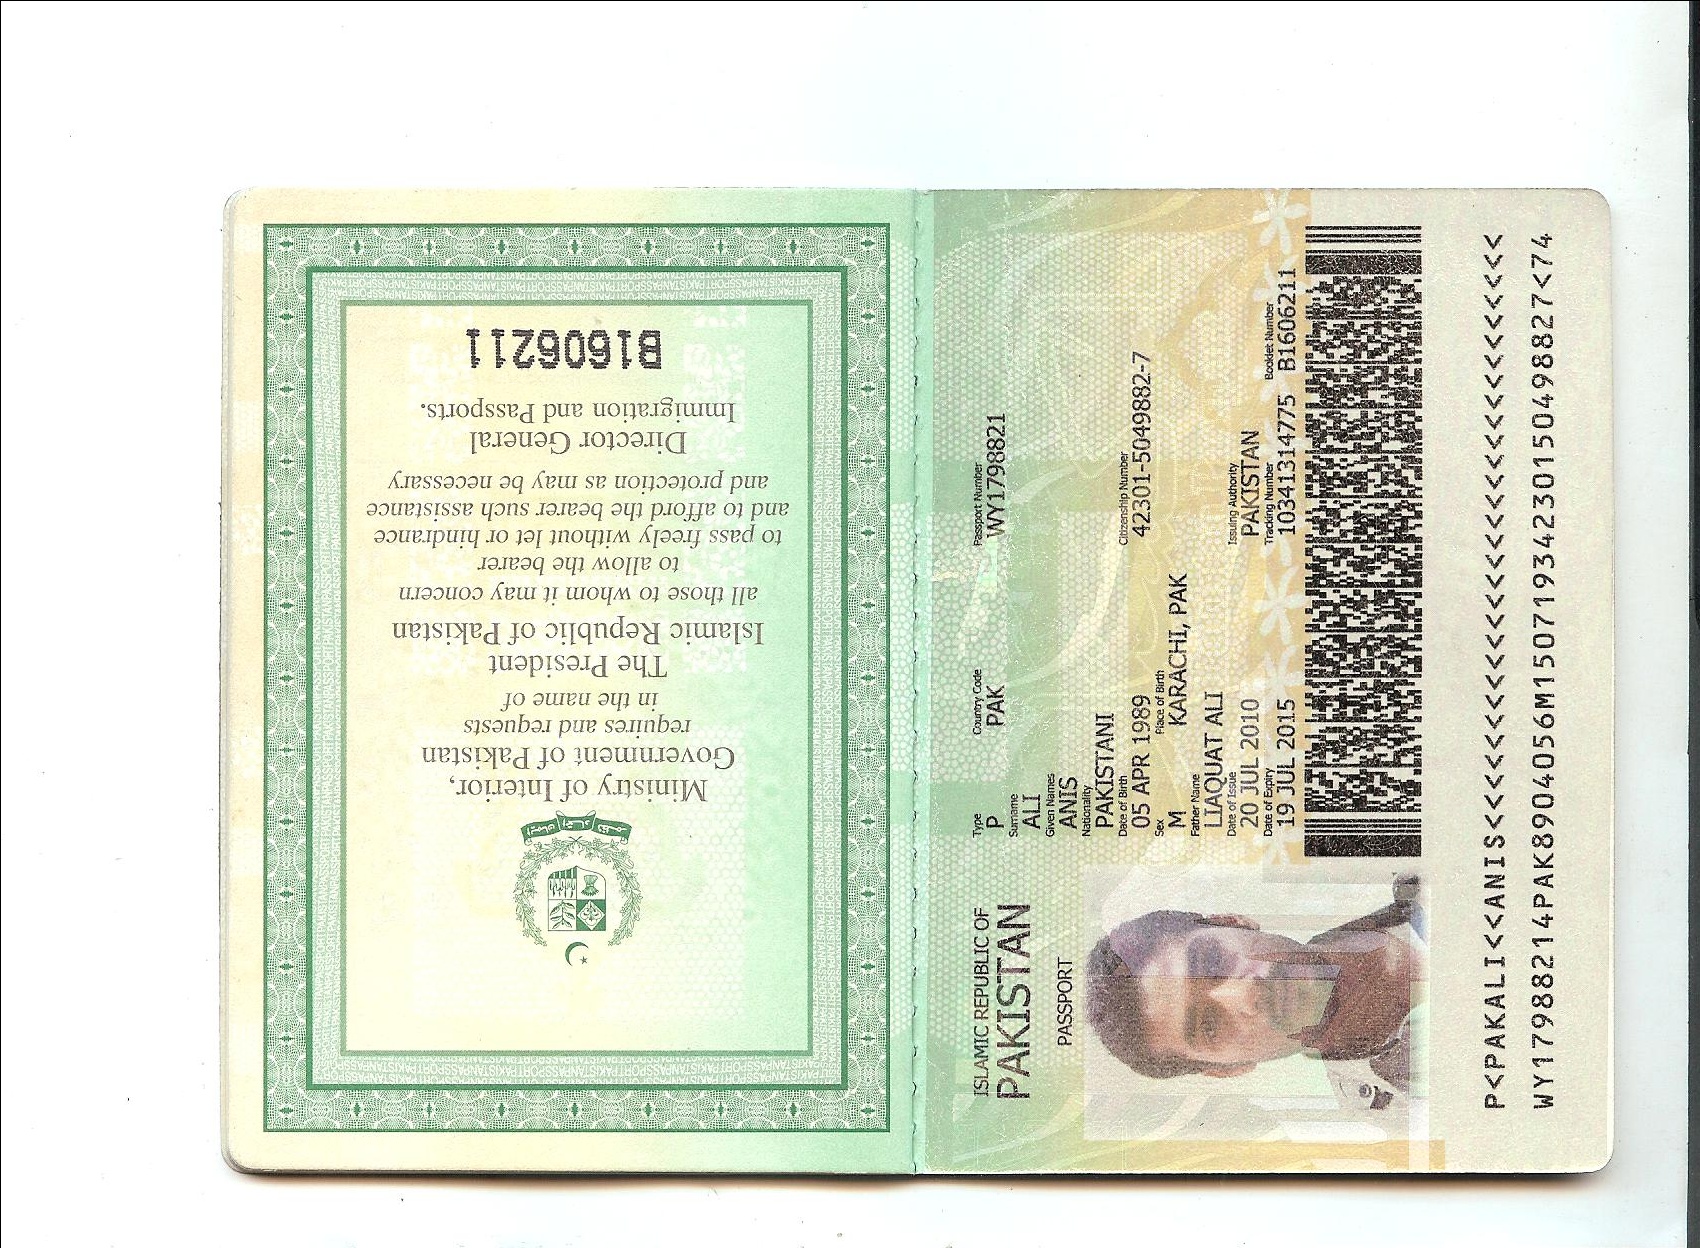 Ministry of Interior,
Government of Pakistan
requires and requests
in the name of
The President
Islamic Republic of Pakistan
all those to whom it may concern
to allow the bearer
to pass freely without let or hindrance
and to afford the bearer such assistance
and protection as may be necessary
Director General
Immigration and Passports.
B1606211
ISLAMIC REPUBLIC OF
PAKISTAN
PASSPORT
Type Country Code Passport Number
P PAK WY1798821
Surname
ALI
Given Names
ANIS
Nationality
PAKISTANI
Date of Birth Citizenship Number
05 APR 1989 42301-5049882-7
Sex Place of Birth
M KARACHI, PAK
Father Name
LIAQUAT ALI
Date of Issue Issuing Authority
20 JUL 2010 PAKISTAN
Date of Expiry Tracking Number Booklet Number
19 JUL 2015 10341314775 B1606211
P<PAKALI<<ANIS<<<<<<<<<<<<<<<<<<<<<<<<<<<<<<
WY17988214PAK8904056M15071934230150498827<74